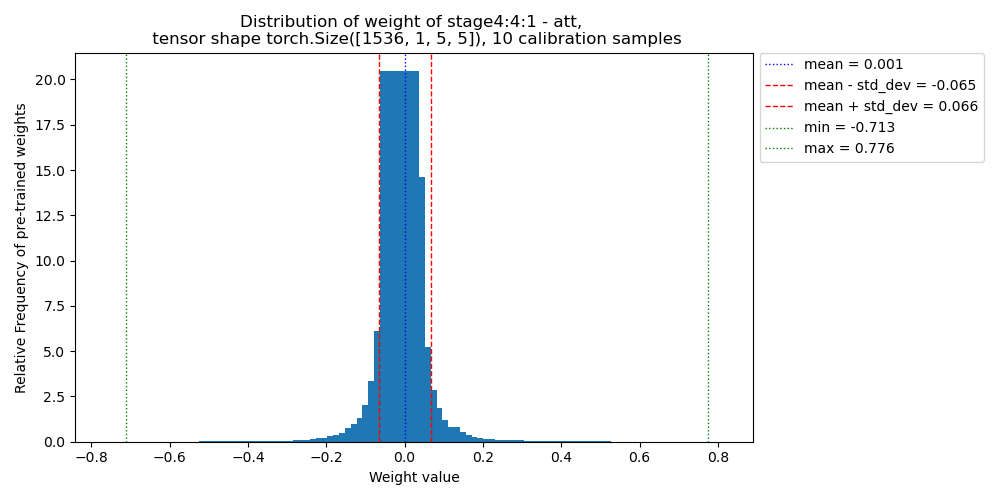 Distribution of weight of stage4:4:1 - att,
tensor shape torch.Size([1536, 1, 5, 5]), 10 calibration samples
mean = 0.001
mean - std_dev = -0.065
mean + std_dev = 0.066
min = -0.713
max = 0.776
Relative Frequency of pre-trained weights
20.0
17.5
15.0
12.5
10.0
7.5
5.0
2.5
0.0
−0.8
−0.6
−0.4
−0.2
0.0
0.2
0.4
0.6
0.8
Weight value